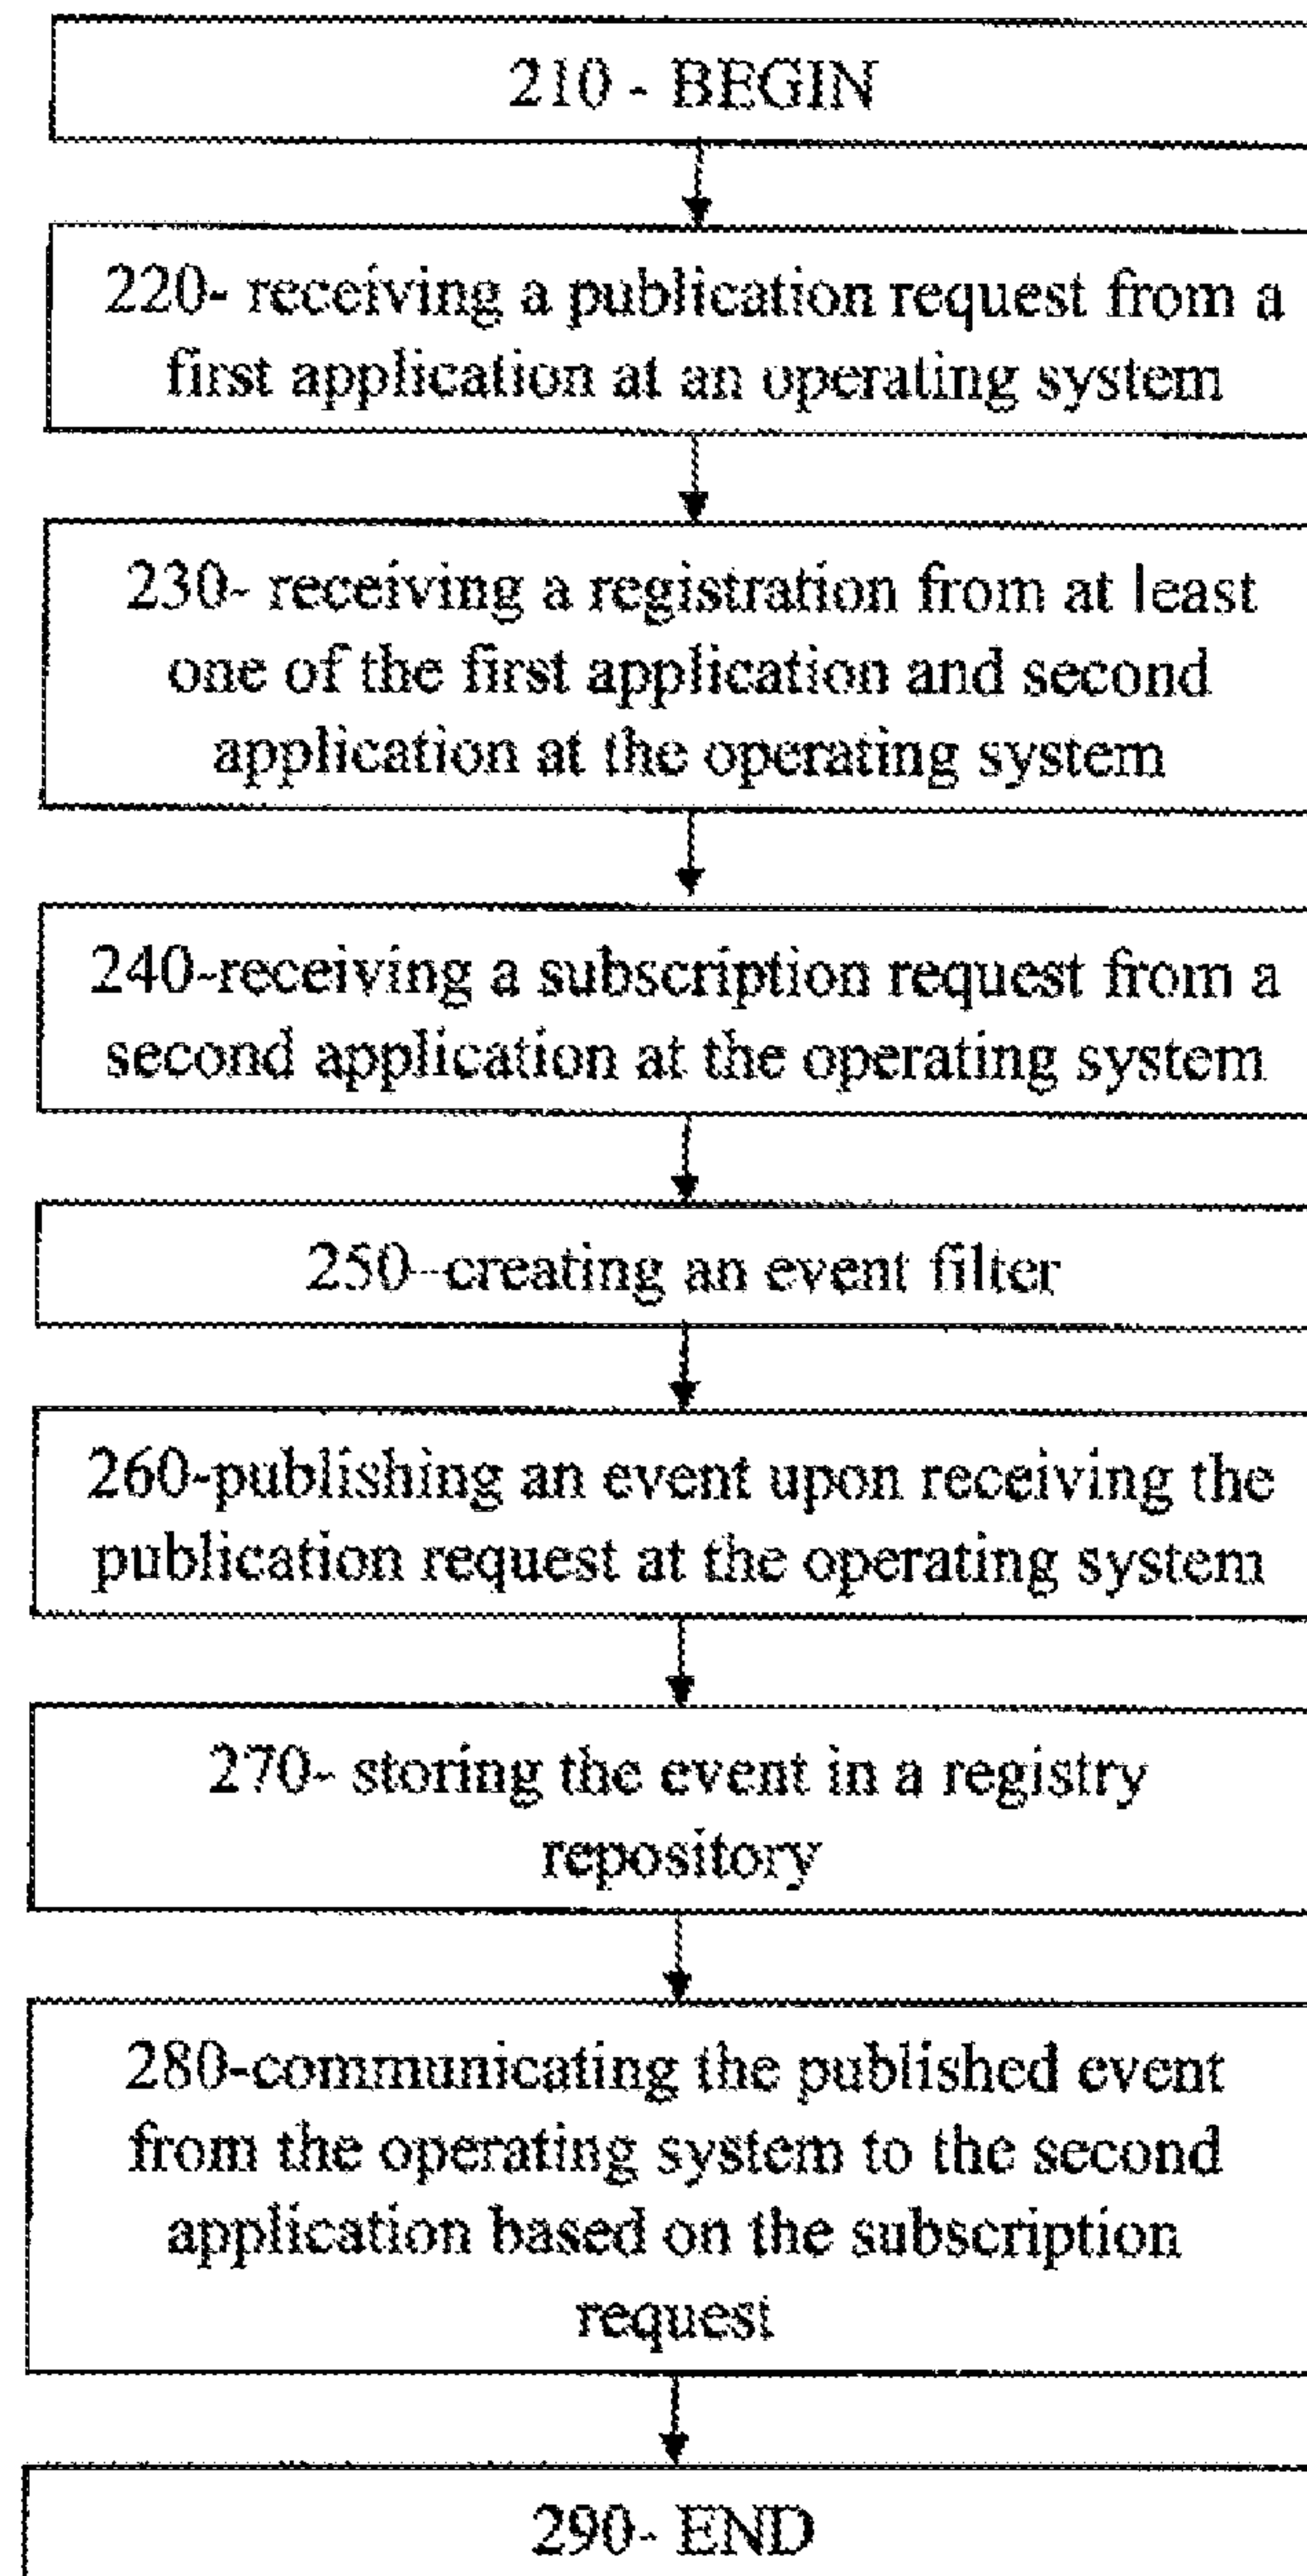 210 - BEGIN
220- receiving a publication request from a
first application at an operating system
230- receiving a registration from at least
one of the first application and second
application at the operating system
240-receiving a subscription request from a
second application at the operating system
250-creating an event filter
260-publishing an event upon receiving the
publication request at the operating system
270- storing the event in a registry
repository
280-communicating the published event
from the operating system to the second
application based on the subscription
request
290- END